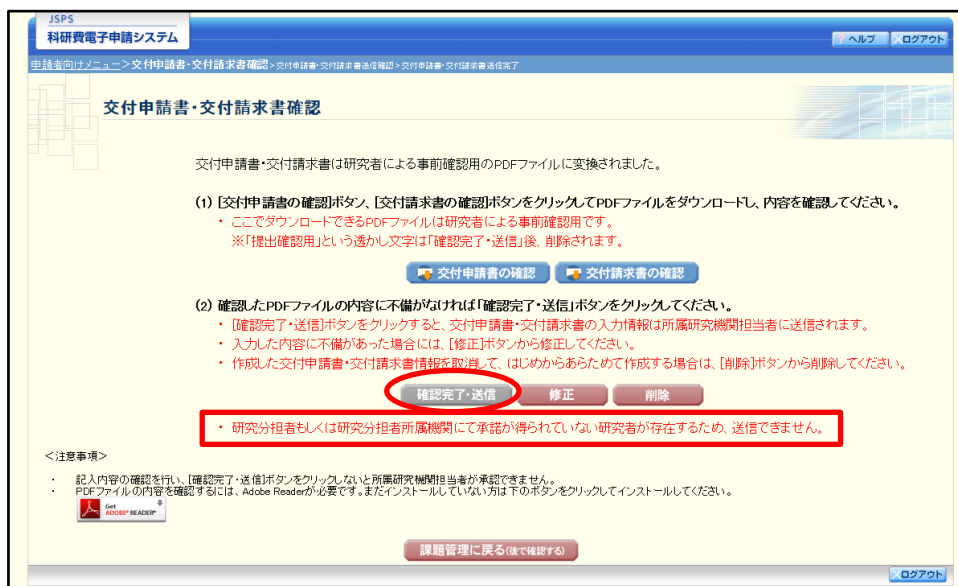 JSPS
科研費電子申請システム
? ヘルプ
ログアウト
申請者向けメニュー>交付申請書・交付請求書確認>交付申請書・交付請求書送信確認>交付申請書・交付請求書送信完了
交付申請書・交付請求書確認
交付申請書・交付請求書は研究者による事前確認用のPDFファイルに変換されました。
(1) [交付申請書の確認]ボタン、[交付請求書の確認]ボタンをクリックしてPDFファイルをダウンロードし、内容を確認してください。
・ ここでダウンロードできるPDFファイルは研究者による事前確認用です。
※「提出確認用」という透かし文字は「確認完了・送信」後、削除されます。
交付申請書の確認
交付請求書の確認
(2) 確認したPDFファイルの内容に不備がなければ「確認完了・送信」ボタンをクリックしてください。
・ [確認完了・送信]ボタンをクリックすると、交付申請書・交付請求書の入力情報は所属研究機関担当者に送信されます。
・ 入力した内容に不備があった場合には、[修正]ボタンから修正してください。
・ 作成した交付申請書・交付請求書情報を取消して、はじめからあらためて作成する場合は、[削除]ボタンから削除してください。
確認完了・送信
修正
削除
・ 研究分担者もしくは研究分担者所属機関にて承諾が得られていない研究者が存在するため、送信できません。
<注意事項>
・ 記入内容の確認を行い、[確認完了・送信]ボタンをクリックしないと所属研究機関担当者が承認できません。
・ PDFファイルの内容を確認するには、Adobe Readerが必要です。まだインストールしていない方は下のボタンをクリックしてインストールしてください。
Get
ADOBE® READER®
課題管理に戻る(後で確認する)
ログアウト